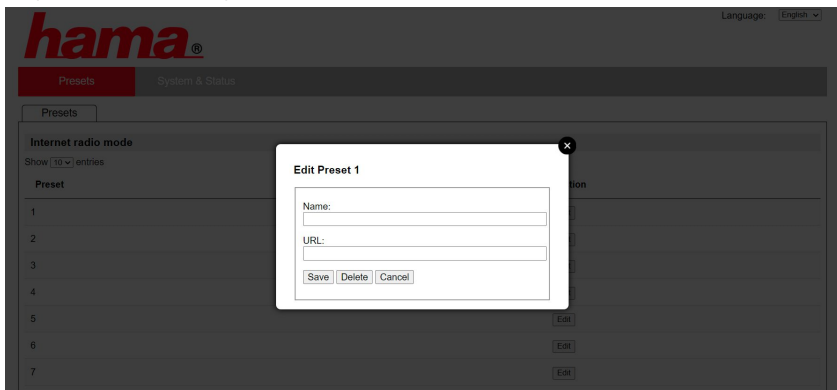 Language: English
hama®
Presets System & Status
Presets
Internet radio mode
Show 10 entries
Preset
1
2
3
4
5 Edit
6 Edit
7 Edit
Edit Preset 1
Name:
URL:
Save Delete Cancel